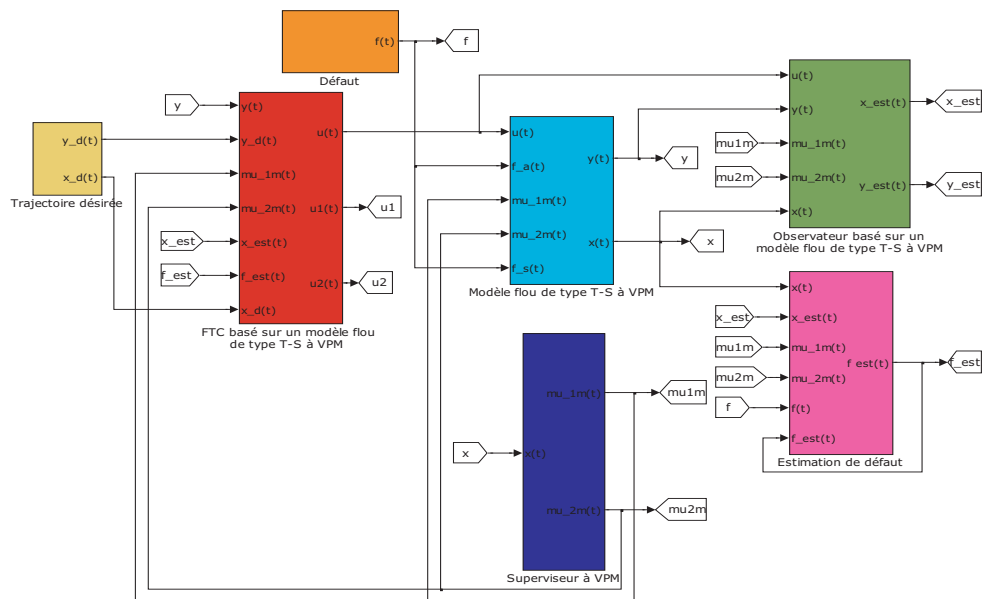 f(t)
f
Défaut
y_d(t)
x_d(t)
Trajectoire désirée
y
x_est
f_est
y(t)
y_d(t)
mu_1m(t)
mu_2m(t)
x_est(t)
f_est(t)
x_d(t)
u(t)
u1(t)
u2(t)
FTC basé sur un modèle flou
de type T-S à VPM
u1
u2
u(t)
f_a(t)
mu_1m(t)
mu_2m(t)
f_s(t)
y(t)
x(t)
Modèle flou de type T-S à VPM
y
x
mu1m
mu2m
u(t)
y(t)
mu_1m(t)
mu_2m(t)
x(t)
x_est(t)
y_est(t)
Observateur basé sur un
modèle flou de type T-S à VPM
x_est
y_est
x_est
mu1m
mu2m
f
x(t)
x_est(t)
mu_1m(t)
mu_2m(t)
f(t)
f_est(t)
f_est(t)
Estimation de défaut
f_est
x
x(t)
mu_1m(t)
mu_2m(t)
Superviseur à VPM
mu1m
mu2m